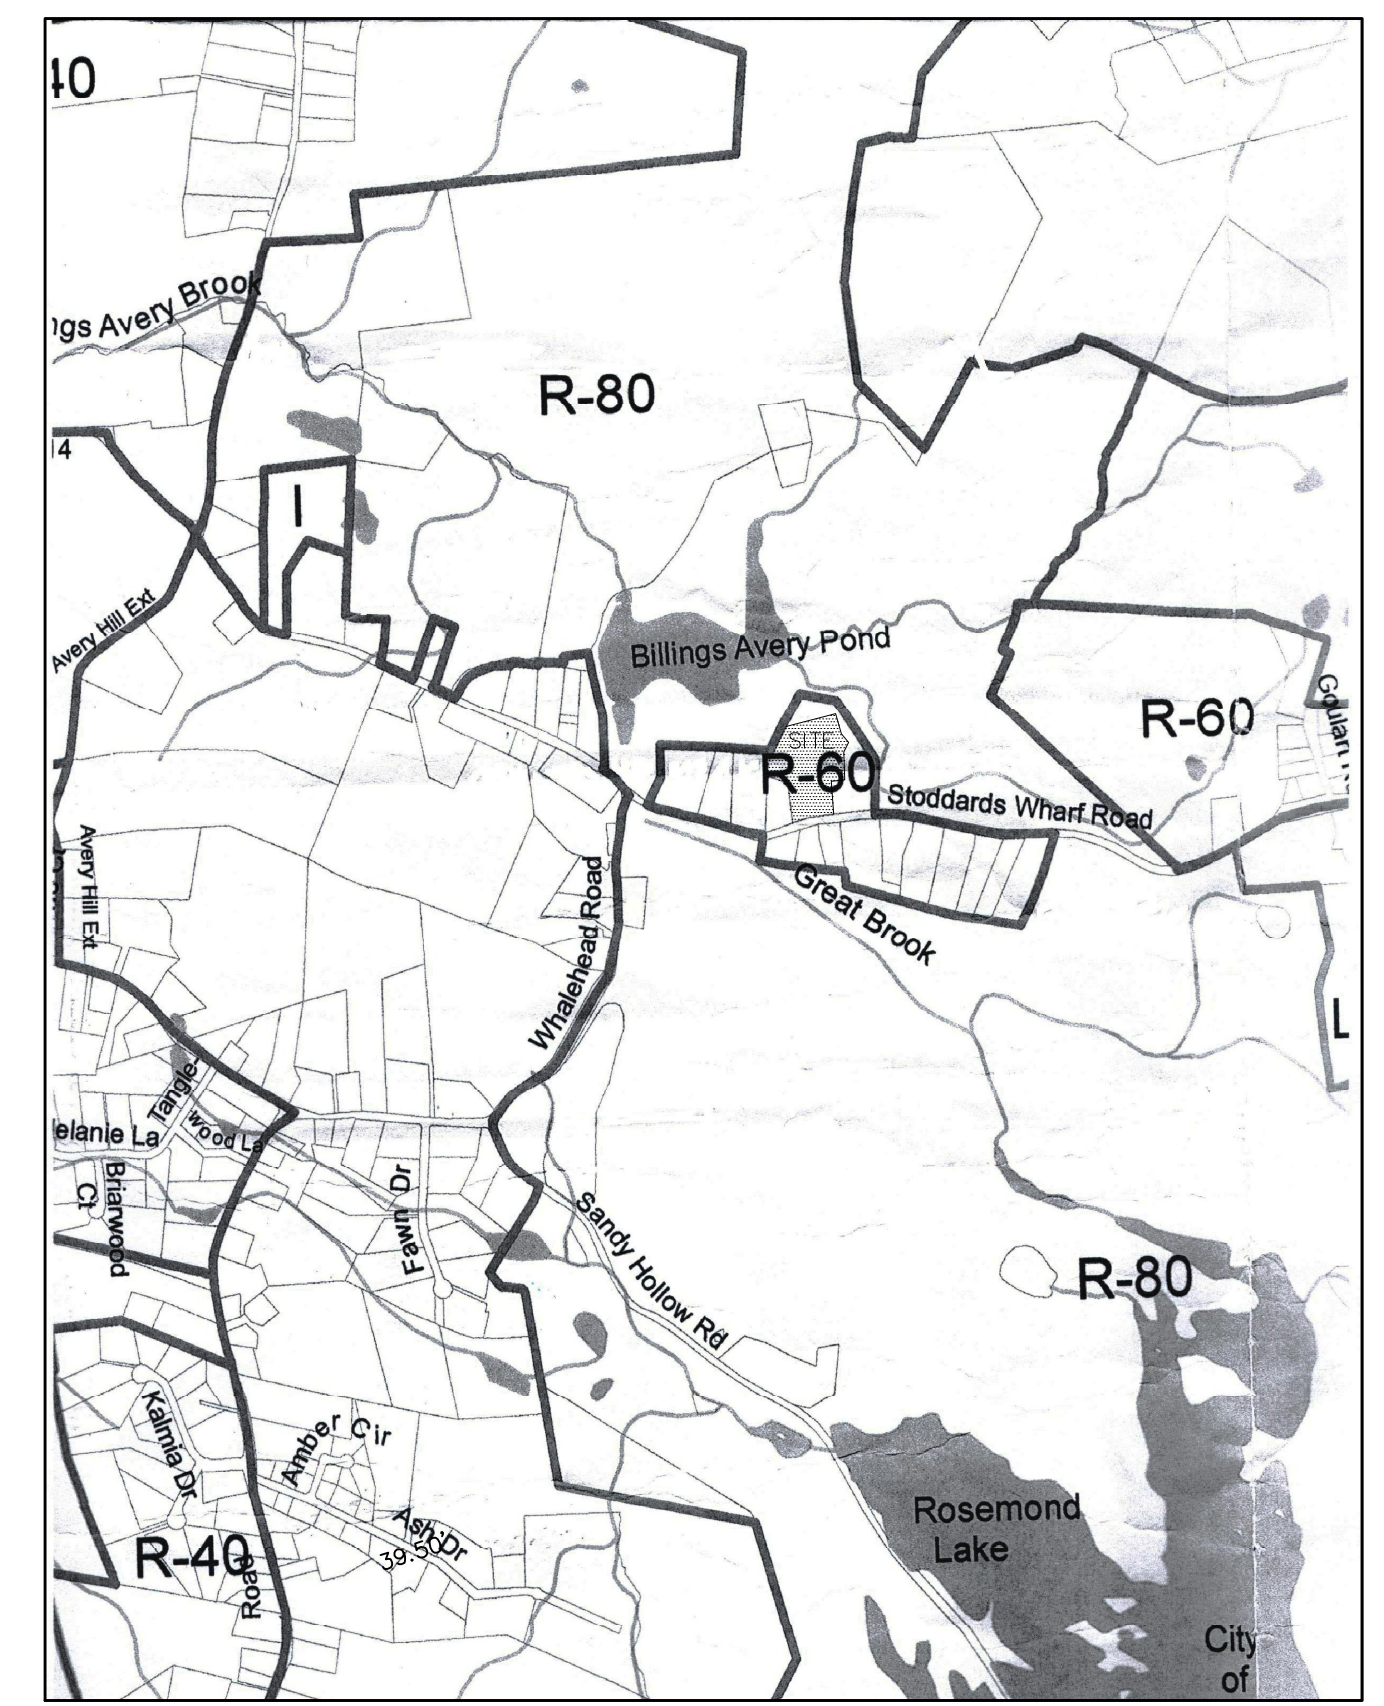 40
ngs Avery Brook
R-80
14
I
Avery Hill Ext
Billings Avery Pond
R-60
Goulart
SITE
R-60
Stoddards Wharf Road
Avery Hill Ext
Great Brook
Whalehead Road
L
Tangle-
wood La
elanie La
Briarwood
Ct
Fawn Dr
Sandy Hollow Rd
R-80
Kalmia Dr
Amber Cir
Ash Dr
39.50
R-40
Road
Rosemond
Lake
City
of